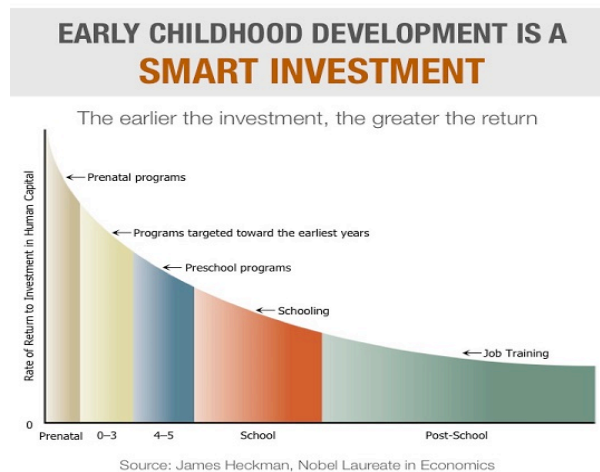 EARLY CHILDHOOD DEVELOPMENT IS A
SMART INVESTMENT
The earlier the investment, the greater the return
Rate of Return to Investment in Human Capital
Prenatal programs
Programs targeted toward the earliest years
Preschool programs
Schooling
Job Training
0
Prenatal 0–3 4–5 School Post-School
Source: James Heckman, Nobel Laureate in Economics